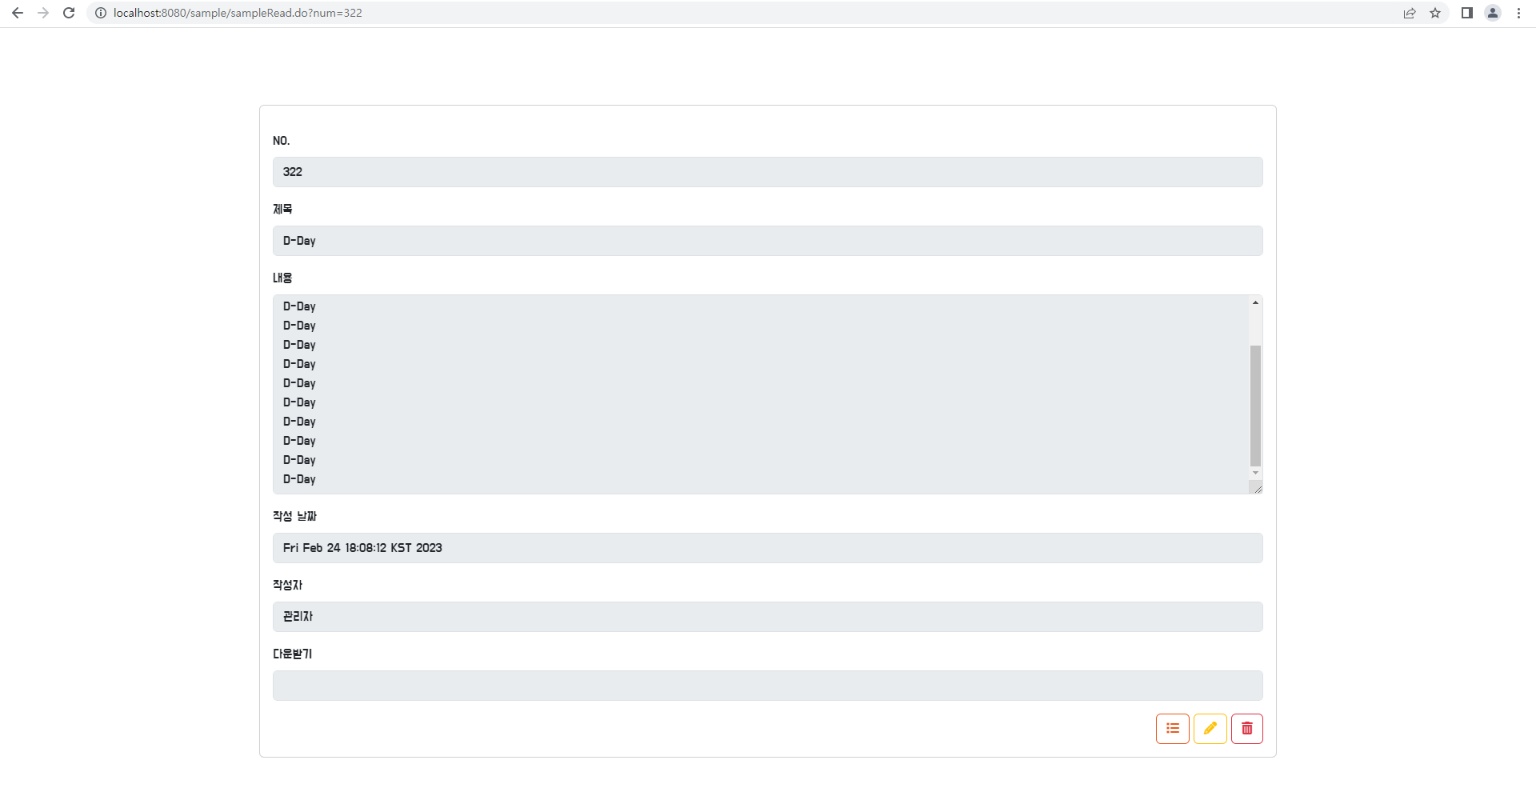 localhost:8080/sample/sampleRead.do?num=322
NO.
322
제목
D-Day
내용
D-Day
D-Day
D-Day
D-Day
D-Day
D-Day
D-Day
D-Day
D-Day
D-Day
작성 날짜
Fri Feb 24 18:08:12 KST 2023
작성자
관리자
다운받기